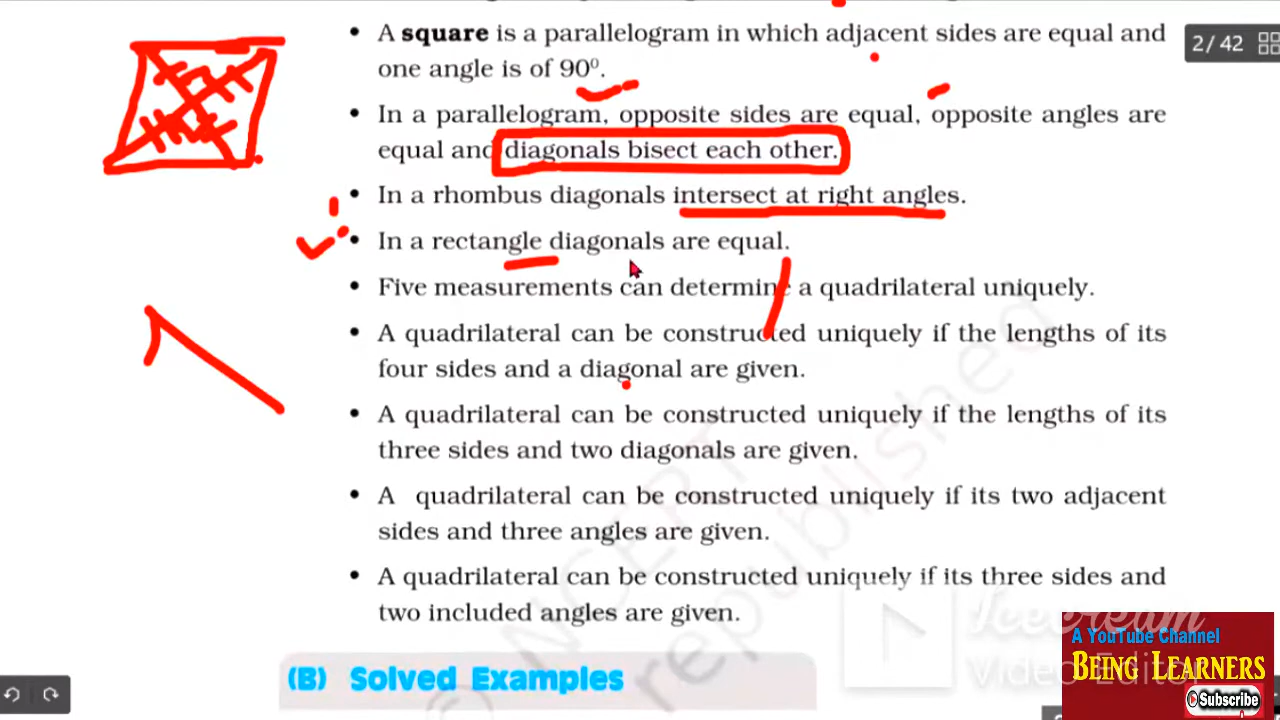 • A square is a parallelogram in which adjacent sides are equal and
one angle is of 90⁰.
• In a parallelogram, opposite sides are equal, opposite angles are
equal and diagonals bisect each other.
• In a rhombus diagonals intersect at right angles.
• In a rectangle diagonals are equal.
• Five measurements can determine a quadrilateral uniquely.
• A quadrilateral can be constructed uniquely if the lengths of its
four sides and a diagonal are given.
• A quadrilateral can be constructed uniquely if the lengths of its
three sides and two diagonals are given.
• A quadrilateral can be constructed uniquely if its two adjacent
sides and three angles are given.
• A quadrilateral can be constructed uniquely if its three sides and
two included angles are given.
(B) Solved Examples
2 / 42
© NCERT
republished
IceCream
Video Editor
A YouTube Channel
BEING LEARNERS
Subscribe